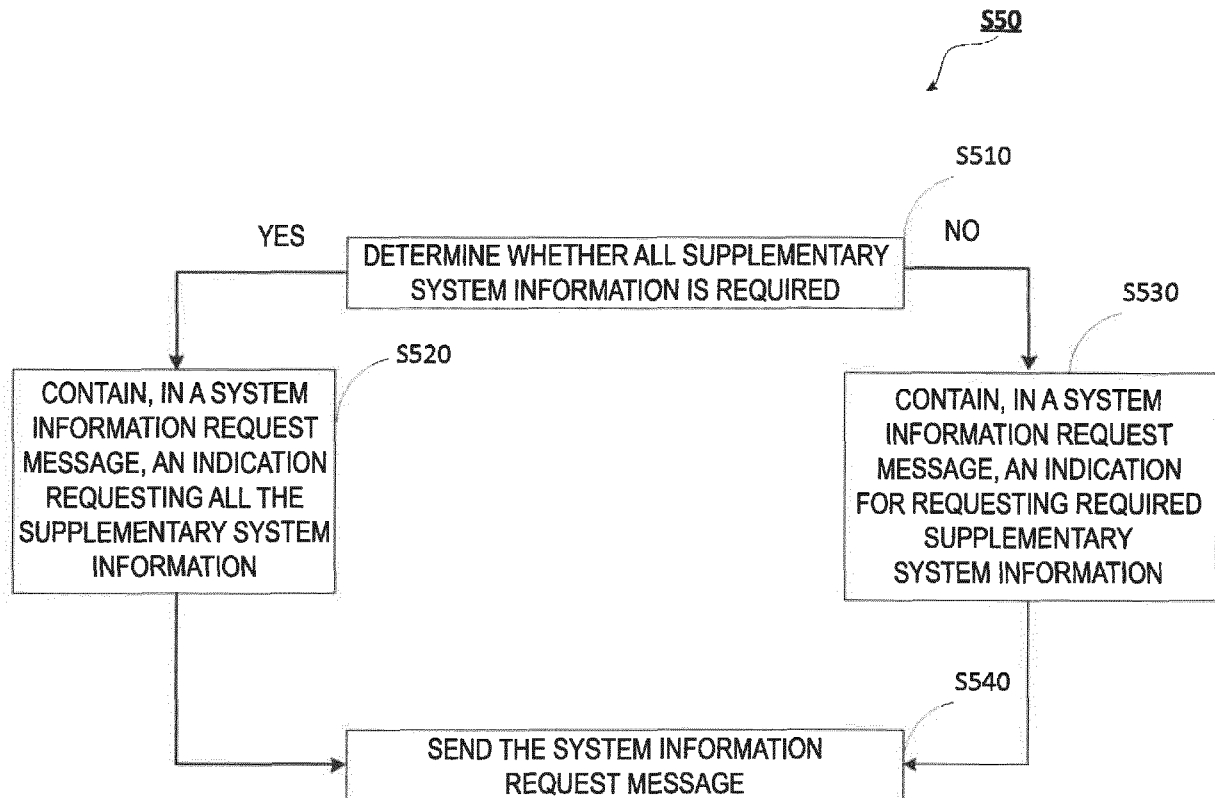 S50
S510
YES
NO
DETERMINE WHETHER ALL SUPPLEMENTARY
SYSTEM INFORMATION IS REQUIRED
S520
S530
CONTAIN, IN A SYSTEM
INFORMATION REQUEST
MESSAGE, AN INDICATION
REQUESTING ALL THE
SUPPLEMENTARY SYSTEM
INFORMATION
CONTAIN, IN A SYSTEM
INFORMATION REQUEST
MESSAGE, AN INDICATION
FOR REQUESTING REQUIRED
SUPPLEMENTARY
SYSTEM INFORMATION
S540
SEND THE SYSTEM INFORMATION
REQUEST MESSAGE